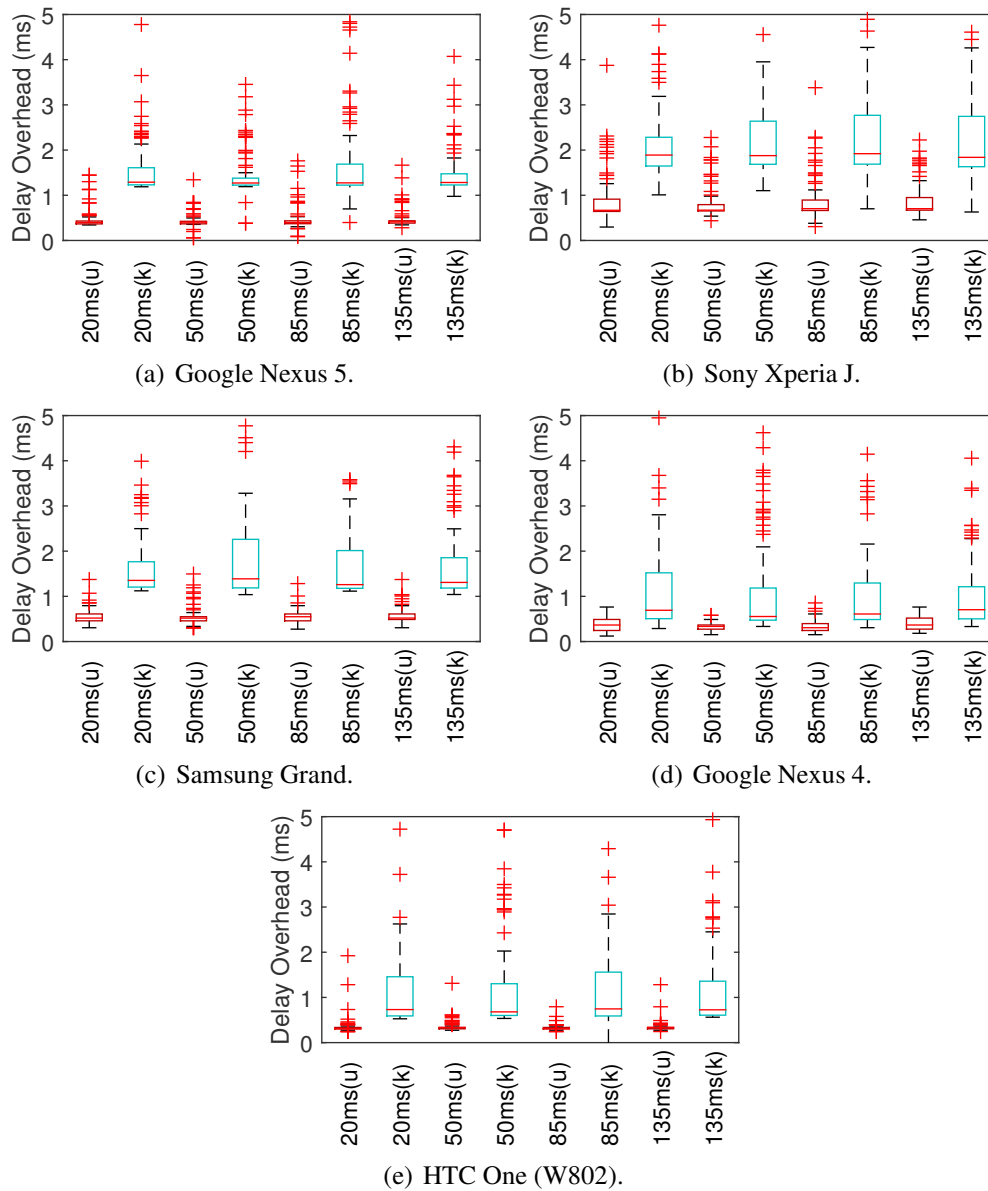 Delay Overhead (ms)
5
4
3
2
1
0
20ms(u)
20ms(k)
50ms(u)
50ms(k)
85ms(u)
85ms(k)
135ms(u)
135ms(k)
(a) Google Nexus 5.
Delay Overhead (ms)
5
4
3
2
1
0
20ms(u)
20ms(k)
50ms(u)
50ms(k)
85ms(u)
85ms(k)
135ms(u)
135ms(k)
(b) Sony Xperia J.
Delay Overhead (ms)
5
4
3
2
1
0
20ms(u)
20ms(k)
50ms(u)
50ms(k)
85ms(u)
85ms(k)
135ms(u)
135ms(k)
(c) Samsung Grand.
Delay Overhead (ms)
5
4
3
2
1
0
20ms(u)
20ms(k)
50ms(u)
50ms(k)
85ms(u)
85ms(k)
135ms(u)
135ms(k)
(d) Google Nexus 4.
Delay Overhead (ms)
5
4
3
2
1
0
20ms(u)
20ms(k)
50ms(u)
50ms(k)
85ms(u)
85ms(k)
135ms(u)
135ms(k)
(e) HTC One (W802).